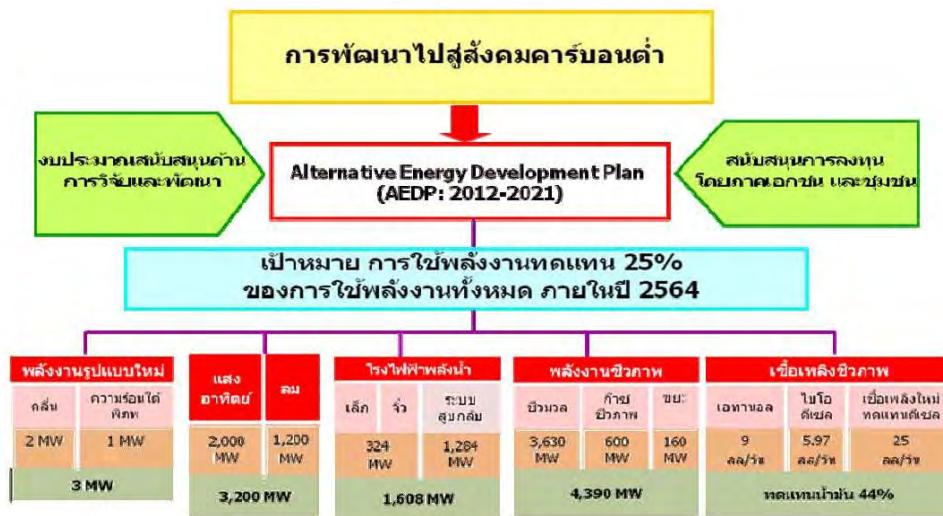 การพัฒนาไปสู่สังคมคาร์บอนต่ำ
งบประมาณสนับสนุนด้าน
การวิจัยและพัฒนา
Alternative Energy Development Plan
(AEDP: 2012-2021)
สนับสนุนการลงทุน
โดยภาคเอกชน และชุมชน
เป้าหมาย การใช้พลังงานทดแทน 25%
ของการใช้พลังงานทั้งหมด ภายในปี 2564
พลังงานรูปแบบใหม่
คลื่น
ความร้อนใต้
พิภพ
2 MW
1 MW
3 MW
แสง
อาทิตย์
ลม
2,000
MW
1,200
MW
3,200 MW
โรงไฟฟ้าพลังน้ำ
เล็ก
จิ๋ว
ระบบ
สูบกลับ
324
MW
1,284
MW
1,608 MW
พลังงานชีวภาพ
ชีวมวล
ก๊าซ
ชีวภาพ
ขยะ
3,630
MW
600
MW
160
MW
4,390 MW
เชื้อเพลิงชีวภาพ
เอทานอล
ไบโอ
ดีเซล
เชื้อเพลิงใหม่
ทดแทนดีเซล
9
ลล/วัน
5.97
ลล/วัน
25
ลล/วัน
ทดแทนน้ำมัน 44%